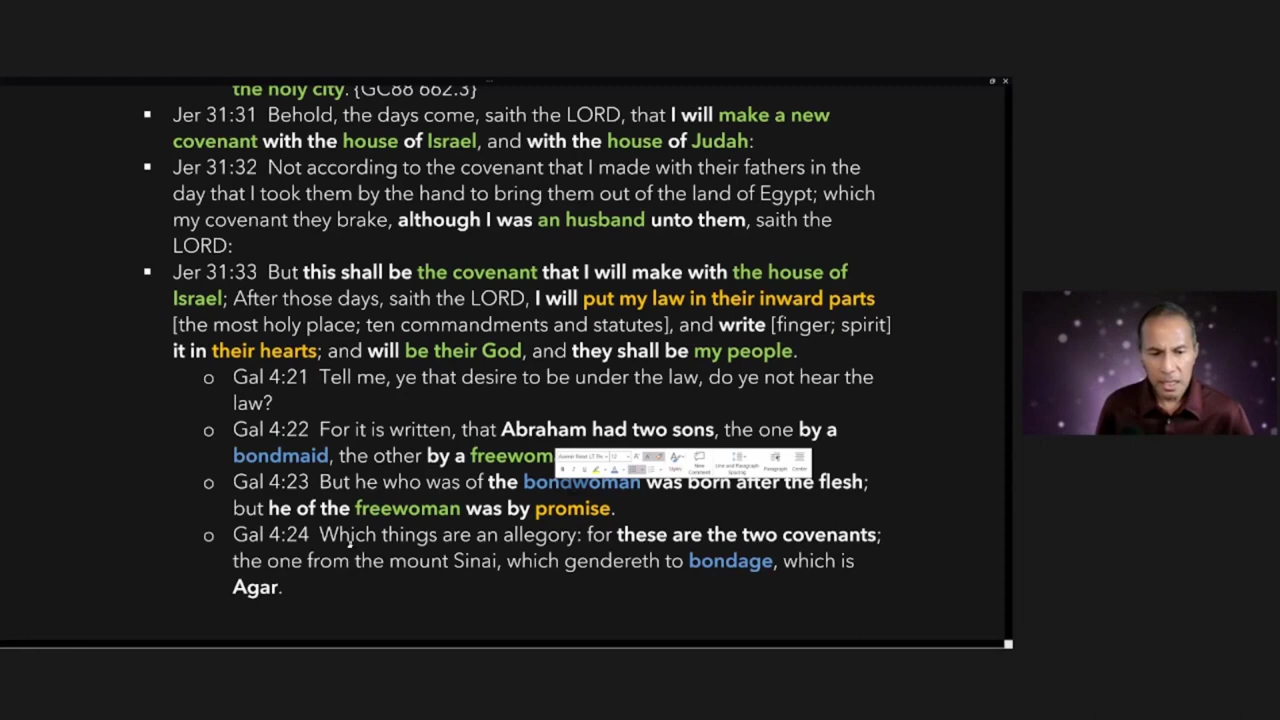 the holy city. {GC88 662.3}
▪ Jer 31:31 Behold, the days come, saith the LORD, that I will make a new
covenant with the house of Israel, and with the house of Judah:
▪ Jer 31:32 Not according to the covenant that I made with their fathers in the
day that I took them by the hand to bring them out of the land of Egypt; which
my covenant they brake, although I was an husband unto them, saith the
LORD:
▪ Jer 31:33 But this shall be the covenant that I will make with the house of
Israel; After those days, saith the LORD, I will put my law in their inward parts
[the most holy place; ten commandments and statutes], and write [finger; spirit]
it in their hearts; and will be their God, and they shall be my people.
o Gal 4:21 Tell me, ye that desire to be under the law, do ye not hear the
law?
o Gal 4:22 For it is written, that Abraham had two sons, the one by a
bondmaid, the other by a freewom
New Comment
Line and Paragraph Spacing
Paragraph
Center
Styles
o Gal 4:23 But he who was of the bondwoman was born after the flesh;
but he of the freewoman was by promise.
o Gal 4:24 Which things are an allegory: for these are the two covenants;
the one from the mount Sinai, which gendereth to bondage, which is
Agar.